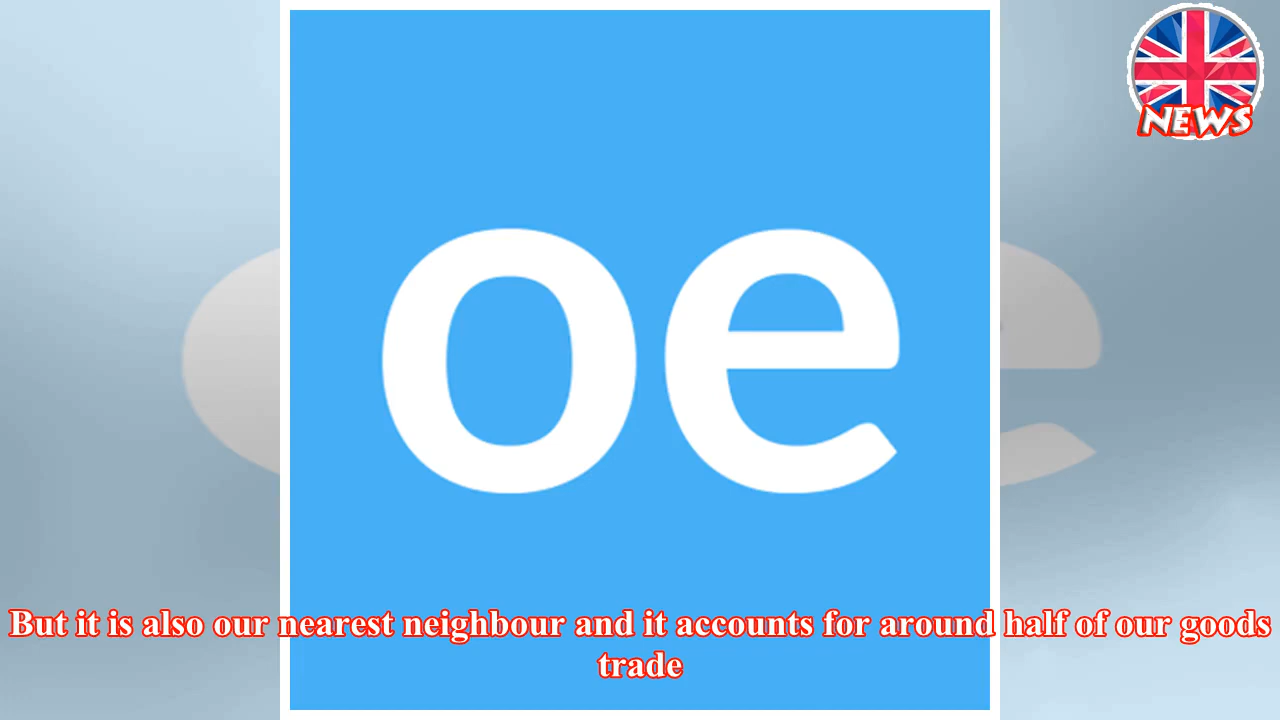 NEWS
oe
But it is also our nearest neighbour and it accounts for around half of our goods
trade